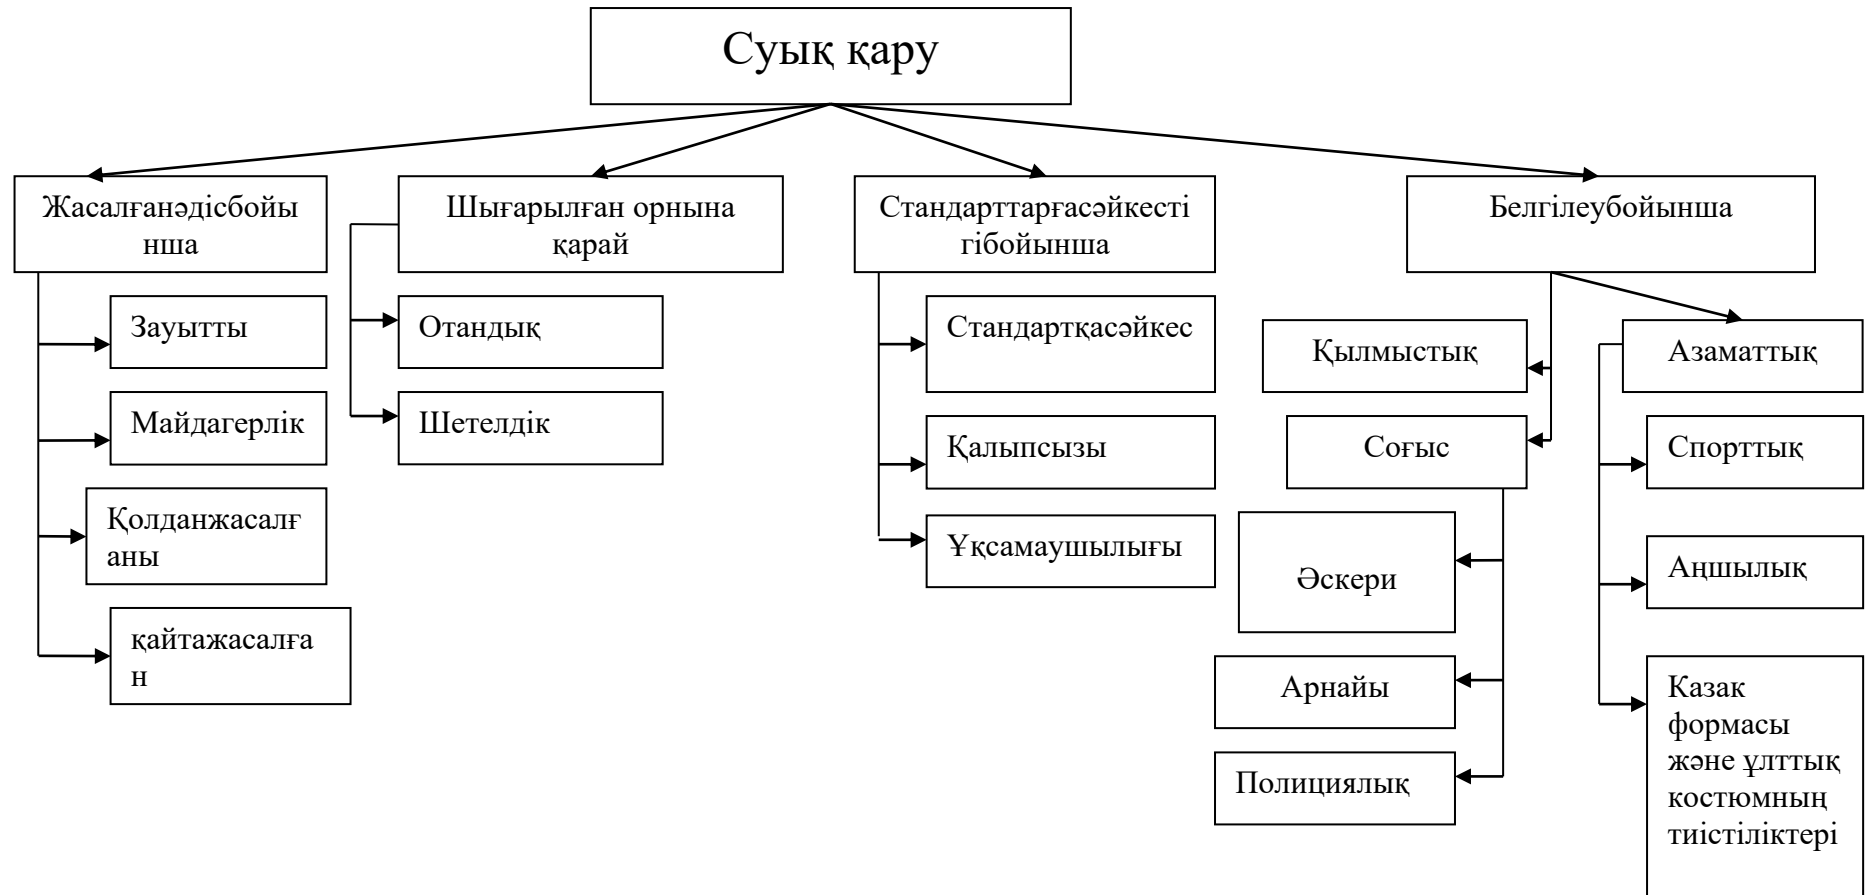 Суық қару
Жасалғанәдісбойы
нша
Зауытты
Майдагерлік
Қолданжасалғ
аны
қайтажасалға
н
Шығарылған орнына
қарай
Отандық
Шетелдік
Стандарттарғасәйкесті
гібойынша
Стандартқасәйкес
Қалыпсызы
Ұқсамаушылығы
Белгілеубойынша
Қылмыстық
Соғыс
Әскери
Арнайы
Полициялық
Азаматтық
Спорттық
Аңшылық
Казак
формасы
және ұлттық
костюмның
тиістіліктері